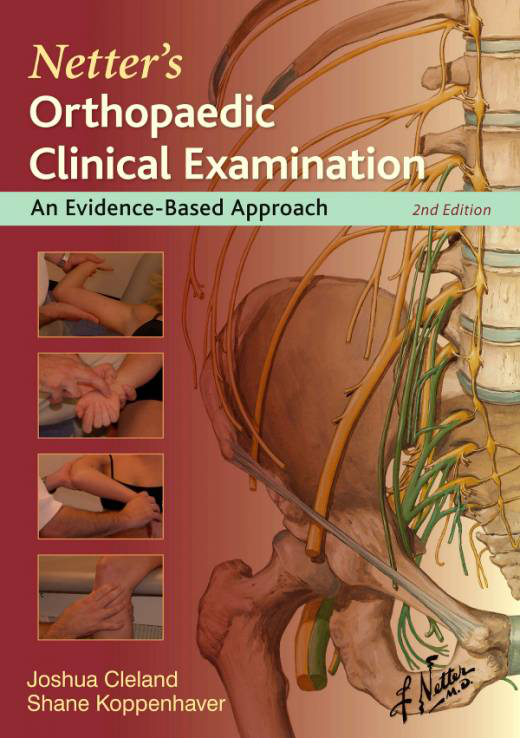 Netter's
Orthopaedic
Clinical Examination
An Evidence-Based Approach
2nd Edition
Joshua Cleland
Shane Koppenhaver
F. Netter
M.D.